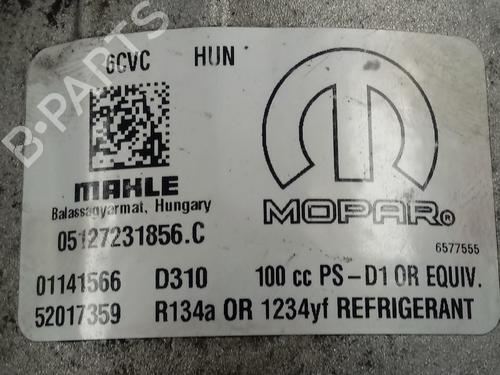 6CVC HUN
MAHLE
Balassagyarmat, Hungary
05127231856.C
MOPAR®
6577555
01141566 D310 100 cc PS-D1 OR EQUIV.
52017359 R134a OR 1234yf REFRIGERANT
B-PARTS